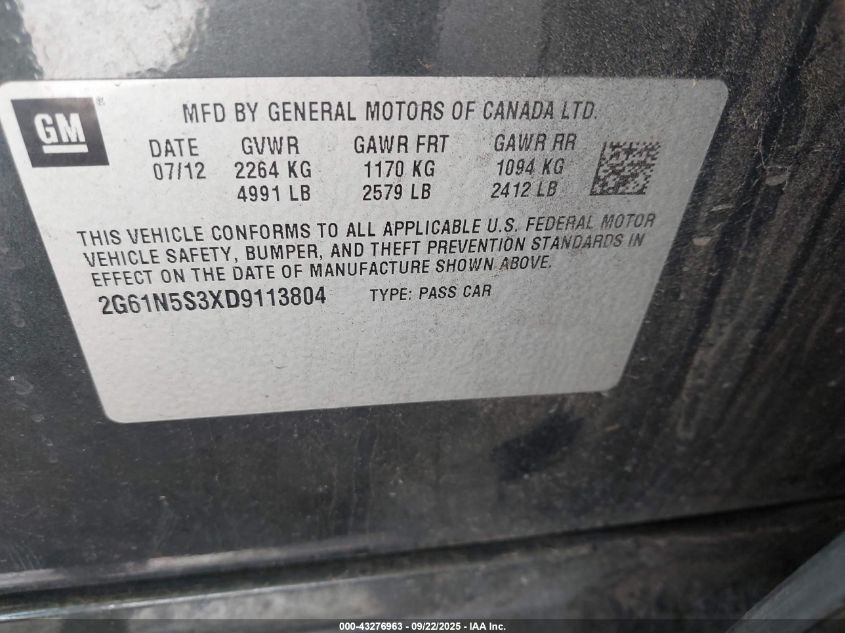 GM
MFD BY GENERAL MOTORS OF CANADA LTD.
DATE GVWR GAWR FRT GAWR RR
07/12 2264 KG 1170 KG 1094 KG
4991 LB 2579 LB 2412 LB
THIS VEHICLE CONFORMS TO ALL APPLICABLE U.S. FEDERAL MOTOR
VEHICLE SAFETY, BUMPER, AND THEFT PREVENTION STANDARDS IN
EFFECT ON THE DATE OF MANUFACTURE SHOWN ABOVE.
2G61N5S3XD9113804 TYPE: PASS CAR
000-43276963 - 09/22/2025 - IAA Inc.